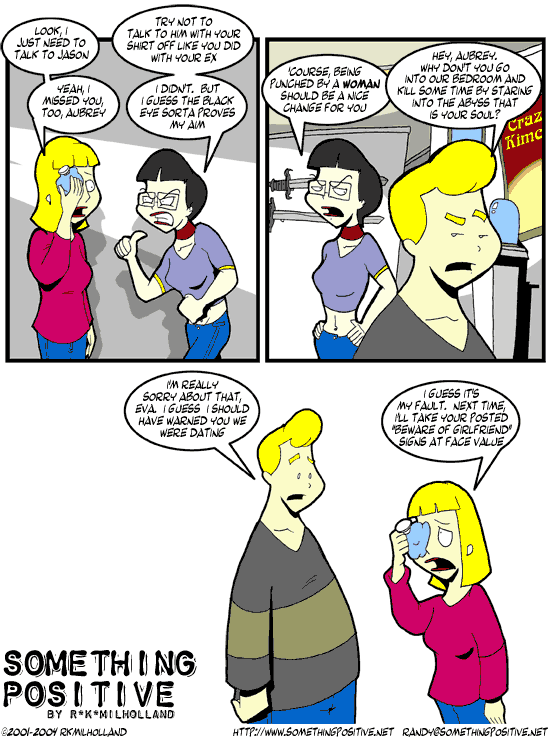 LOOK, I
JUST NEED TO
TALK TO JASON
TRY NOT TO
TALK TO HIM WITH YOUR
SHIRT OFF LIKE YOU DID
WITH YOUR EX
YEAH, I
MISSED YOU,
TOO, AUBREY
I DIDN'T. BUT
I GUESS THE BLACK
EYE SORTA PROVES
MY AIM
'COURSE, BEING
PUNCHED BY A WOMAN
SHOULD BE A NICE
CHANGE FOR YOU
HEY, AUBREY.
WHY DON'T YOU GO
INTO OUR BEDROOM AND
KILL SOME TIME BY STARING
INTO THE ABYSS THAT
IS YOUR SOUL?
Craz
Kimc
I'M REALLY
SORRY ABOUT THAT,
EVA. I GUESS I SHOULD
HAVE WARNED YOU WE
WERE DATING
I GUESS IT'S
MY FAULT. NEXT TIME,
I'LL TAKE YOUR POSTED
"BEWARE OF GIRLFRIEND"
SIGNS AT FACE VALUE
SOMETHING
POSITIVE
BY R*K*MILHOLLAND
©2001-2004 RKMILHOLLAND
HTTP://WWW.SOMETHINGPOSITIVE.NET RANDY@SOMETHINGPOSITIVE.NET